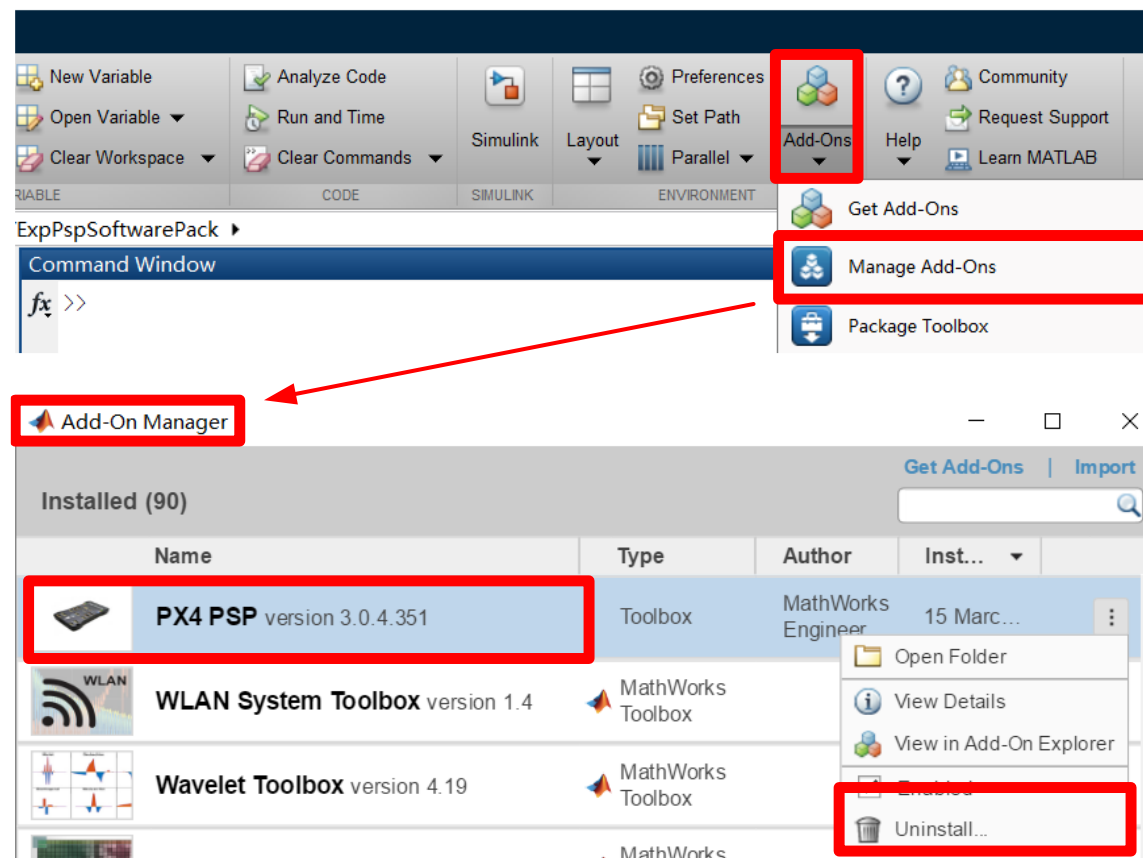 New Variable
Analyze Code
Preferences
Community
Open Variable
Run and Time
Set Path
Request Support
Simulink
Layout
Add-Ons
Help
Clear Workspace
Clear Commands
Parallel
Learn MATLAB
RIABLE
CODE
SIMULINK
ENVIRONMENT
Get Add-Ons
ExpPspSoftwarePack
Command Window
Manage Add-Ons
fx >>
Package Toolbox
Add-On Manager
Get Add-Ons | Import
Installed (90)
Name Type Author Inst...
PX4 PSP version 3.0.4.351
Toolbox
MathWorks
Engineer
15 Marc...
Open Folder
WLAN
WLAN System Toolbox version 1.4
MathWorks
Toolbox
View Details
View in Add-On Explorer
Wavelet Toolbox version 4.19
MathWorks
Toolbox
Enabled
Uninstall...
MathWorks